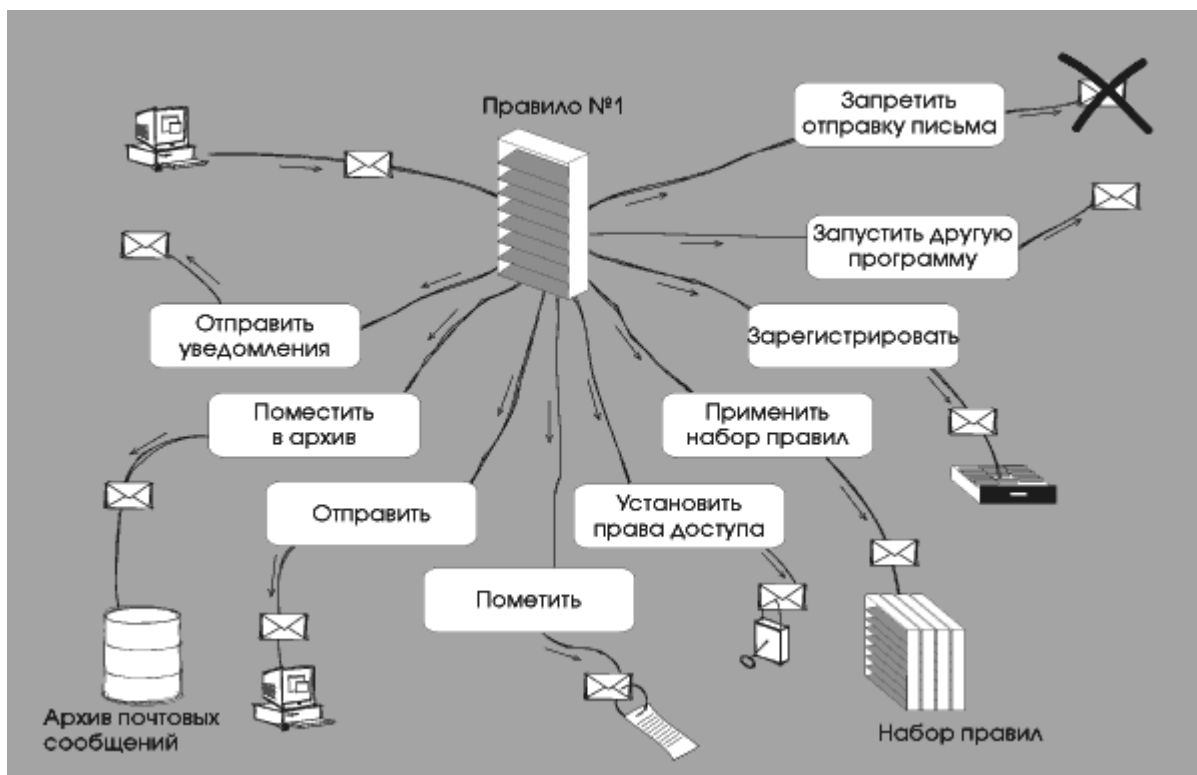 Правило №1
Запретить
отправку письма
Запустить другую
программу
Отправить
уведомления
Зарегистрировать
Поместить
в архив
Применить
набор правил
Отправить
Установить
права доступа
Пометить
Архив почтовых
сообщений
Набор правил